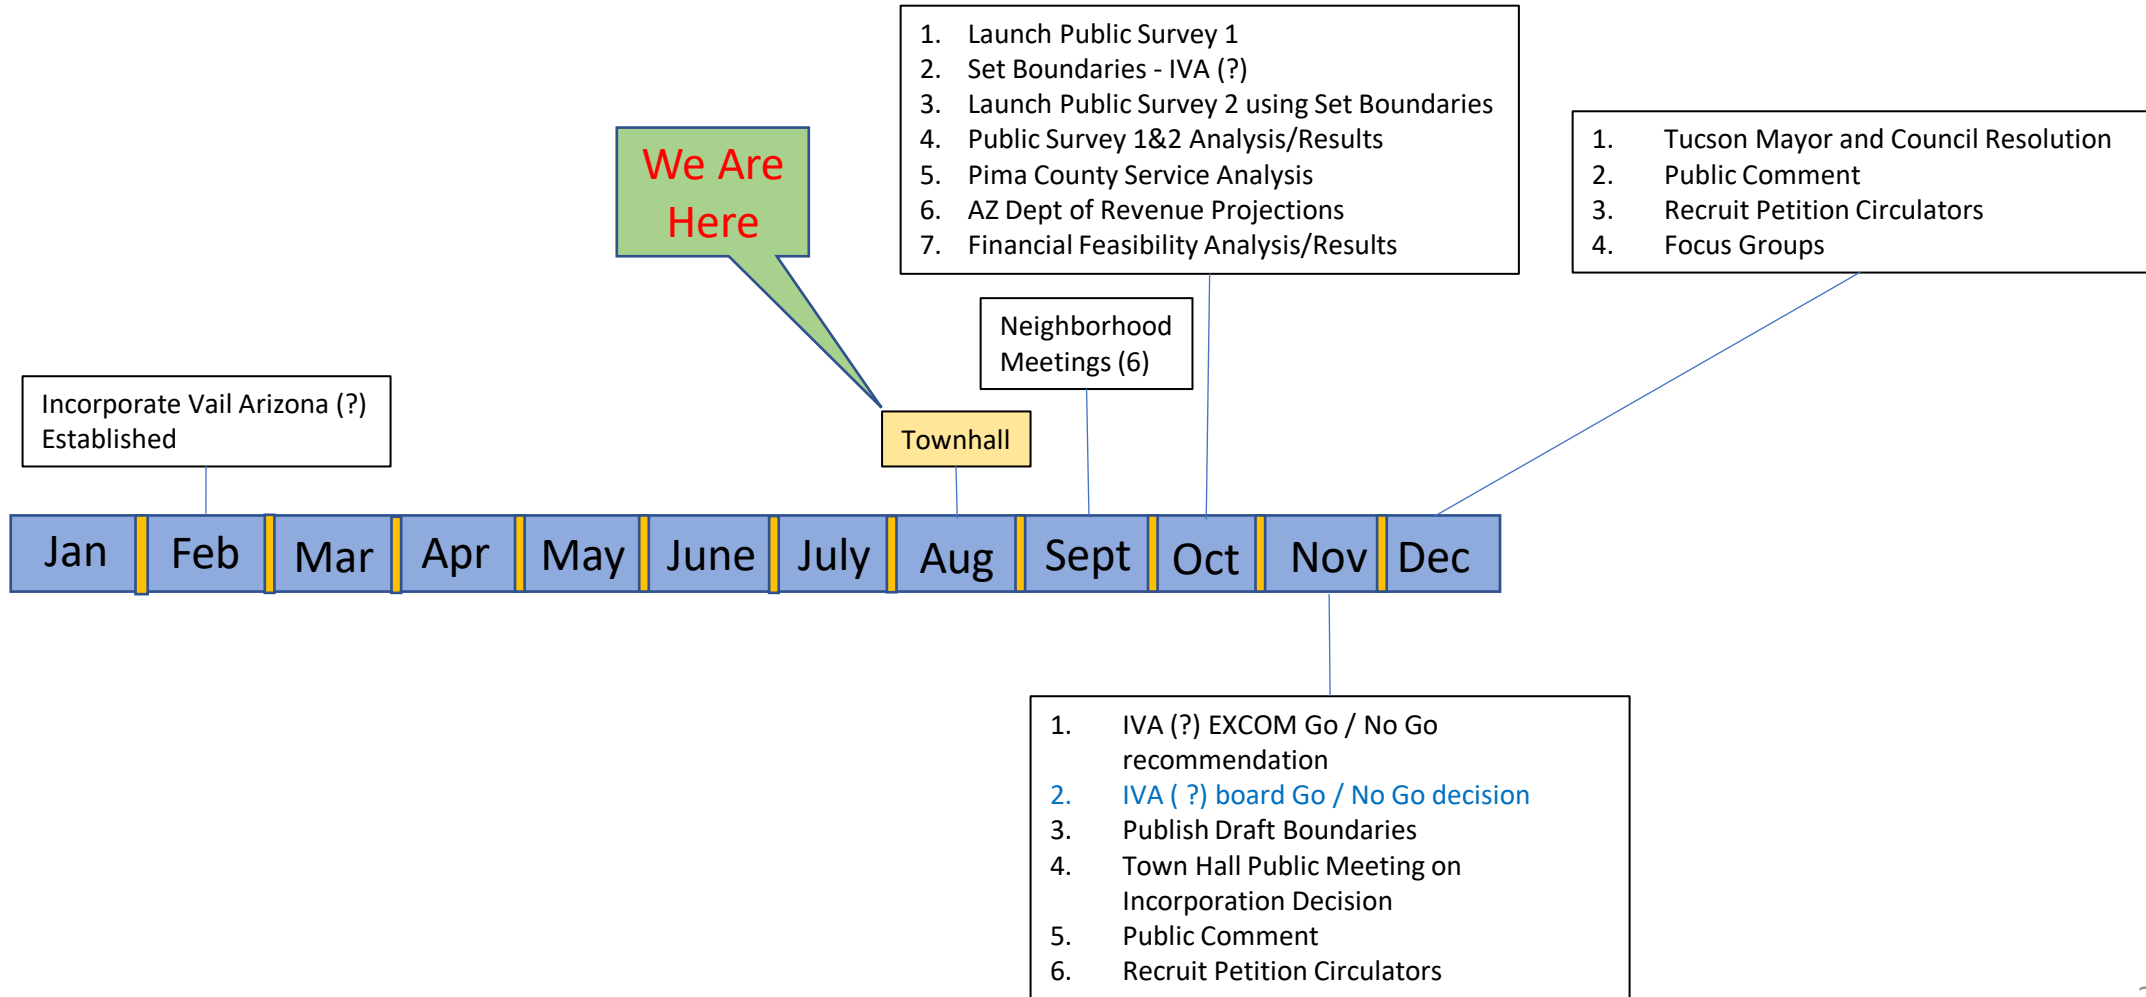 1. Launch Public Survey 1
2. Set Boundaries - IVA (?)
3. Launch Public Survey 2 using Set Boundaries
4. Public Survey 1&2 Analysis/Results
5. Pima County Service Analysis
6. AZ Dept of Revenue Projections
7. Financial Feasibility Analysis/Results
1. Tucson Mayor and Council Resolution
2. Public Comment
3. Recruit Petition Circulators
4. Focus Groups
We Are
Here
Neighborhood
Meetings (6)
Incorporate Vail Arizona (?)
Established
Townhall
Jan
Feb
Mar
Apr
May
June
July
Aug
Sept
Oct
Nov
Dec
1. IVA (?) EXCOM Go / No Go
recommendation
2. IVA ( ?) board Go / No Go decision
3. Publish Draft Boundaries
4. Town Hall Public Meeting on
Incorporation Decision
5. Public Comment
6. Recruit Petition Circulators